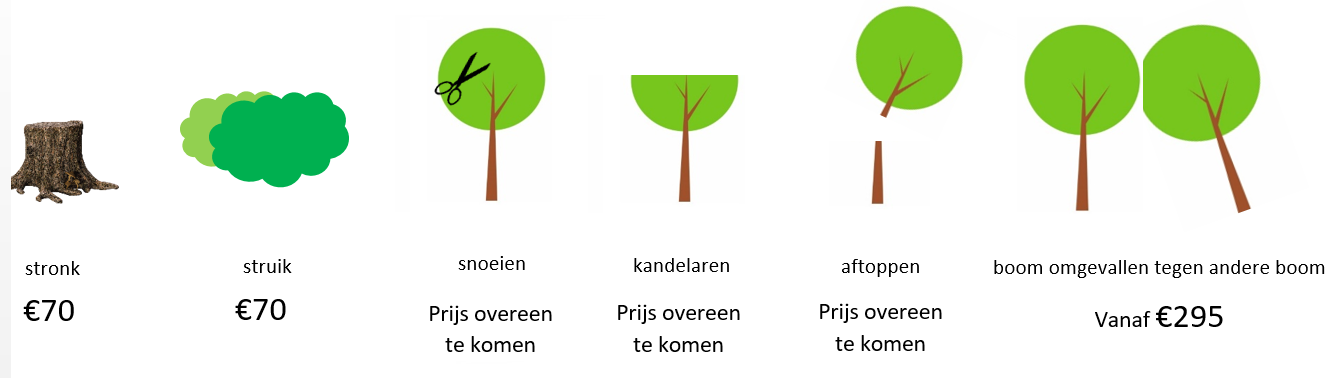 stronk
€70
struik
€70
snoeien
Prijs overeen
te komen
kandelaren
Prijs overeen
te komen
aftoppen
Prijs overeen
te komen
boom omgevallen tegen andere boom
Vanaf €295